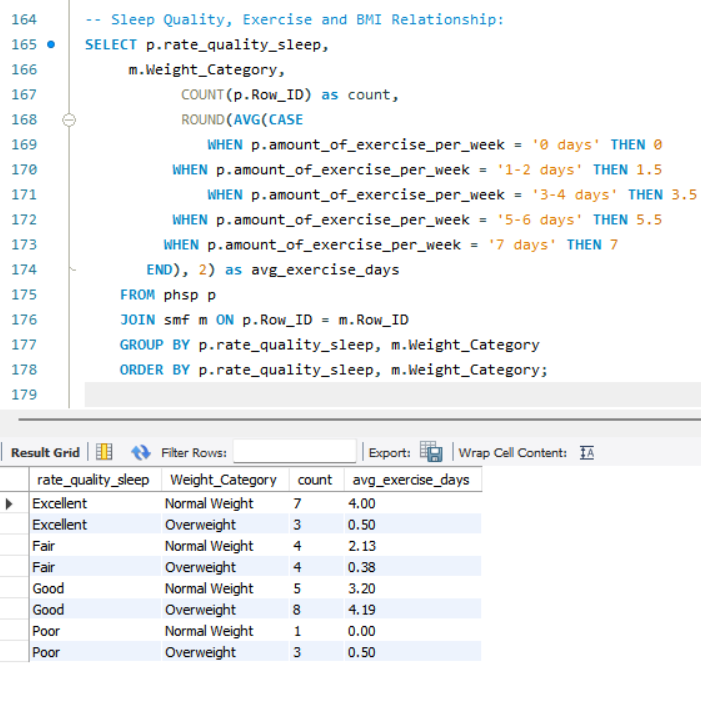 164 -- Sleep Quality, Exercise and BMI Relationship:
165 SELECT p.rate_quality_sleep,
166 m.Weight_Category,
167 COUNT(p.Row_ID) as count,
168 ROUND(AVG(CASE
169 WHEN p.amount_of_exercise_per_week = '0 days' THEN 0
170 WHEN p.amount_of_exercise_per_week = '1-2 days' THEN 1.5
171 WHEN p.amount_of_exercise_per_week = '3-4 days' THEN 3.5
172 WHEN p.amount_of_exercise_per_week = '5-6 days' THEN 5.5
173 WHEN p.amount_of_exercise_per_week = '7 days' THEN 7
174 END), 2) as avg_exercise_days
175 FROM phsp p
176 JOIN smf m ON p.Row_ID = m.Row_ID
177 GROUP BY p.rate_quality_sleep, m.Weight_Category
178 ORDER BY p.rate_quality_sleep, m.Weight_Category;
179
Result Grid Filter Rows: Export: Wrap Cell Content: IA
rate_quality_sleep Weight_Category count avg_exercise_days
Excellent Normal Weight 7 4.00
Excellent Overweight 3 0.50
Fair Normal Weight 4 2.13
Fair Overweight 4 0.38
Good Normal Weight 5 3.20
Good Overweight 8 4.19
Poor Normal Weight 1 0.00
Poor Overweight 3 0.50